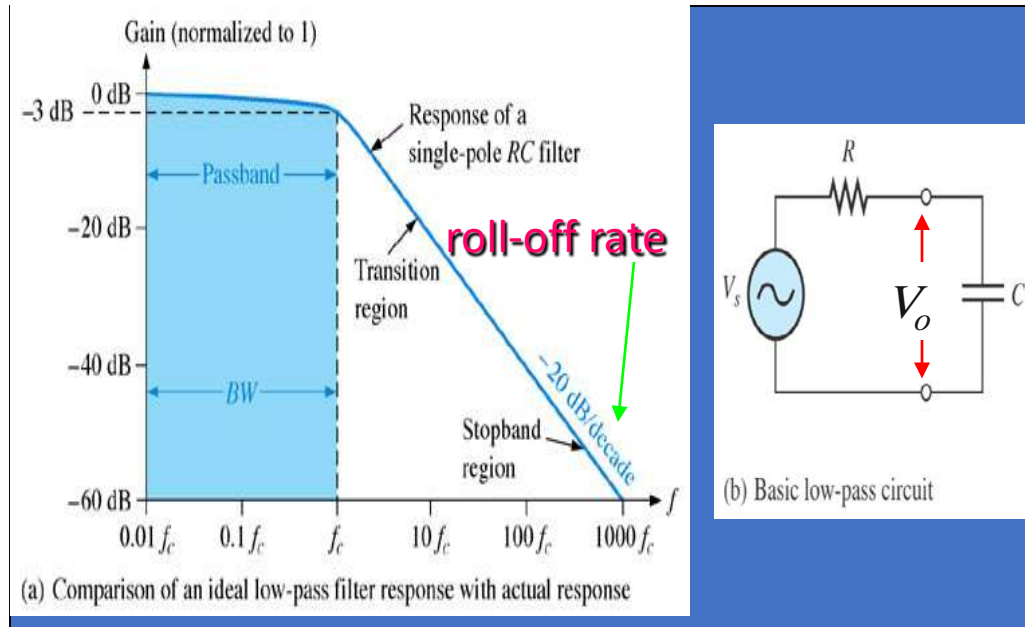 Gain (normalized to 1)
0 dB
–3 dB
Response of a
single-pole RC filter
Passband
–20 dB
roll-off rate
Transition
region
–40 dB
BW
–20 dB/decade
Stopband
region
–60 dB
f
0.01 fc 0.1 fc fc 10 fc 100 fc 1000 fc
(a) Comparison of an ideal low-pass filter response with actual response
R
Vs
Vo
C
(b) Basic low-pass circuit